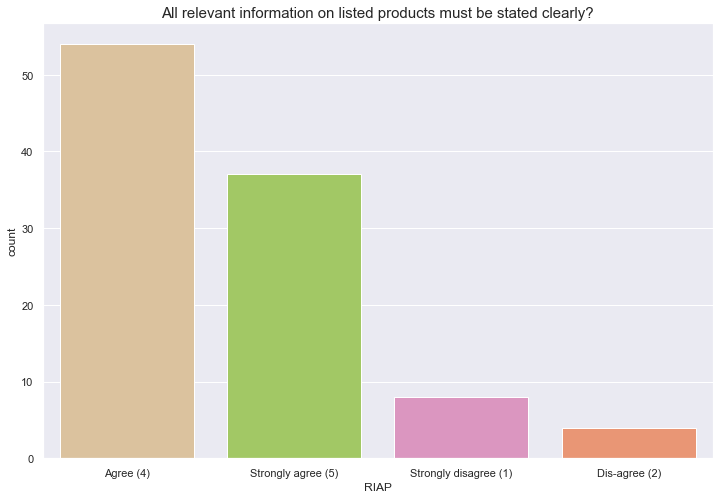 All relevant information on listed products must be stated clearly?
count
50
40
30
20
10
0
Agree (4)
Strongly agree (5)
Strongly disagree (1)
Dis-agree (2)
RIAP